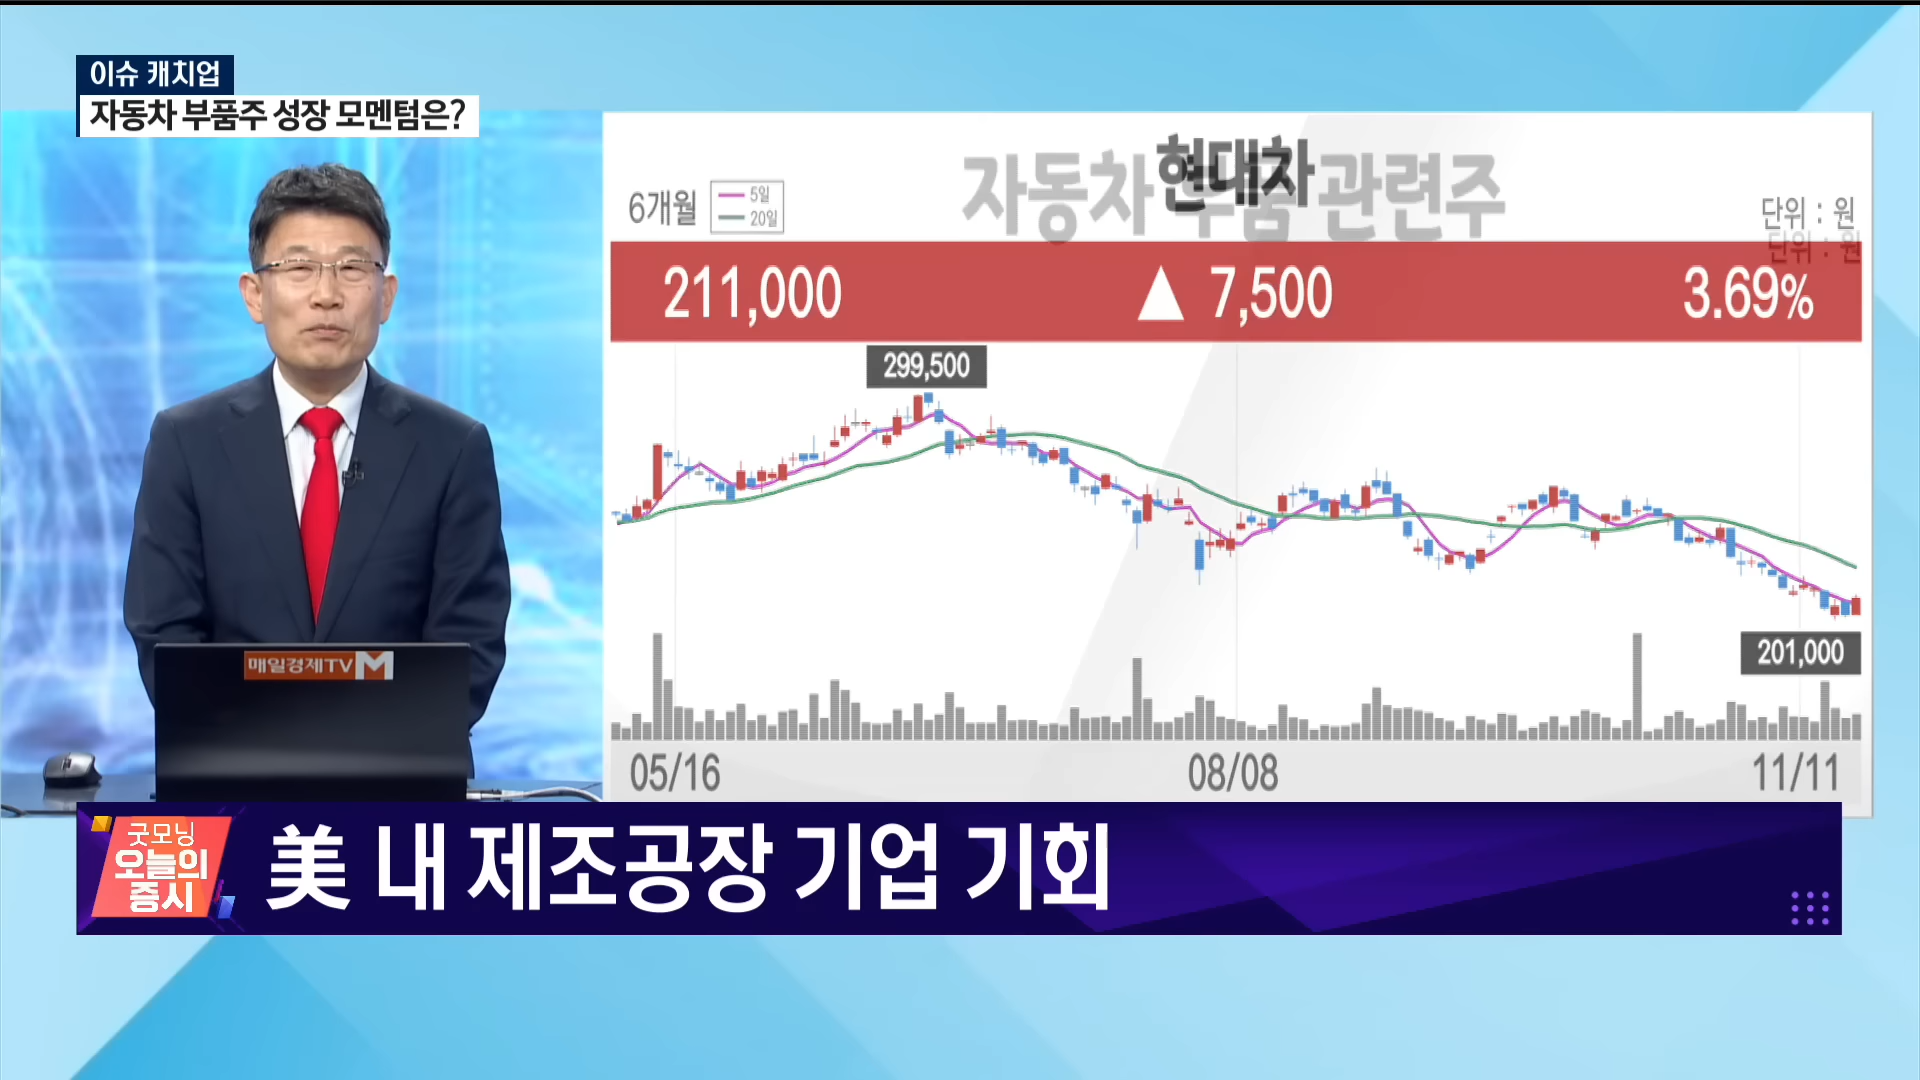 이슈 캐치업
자동차 부품주 성장 모멘텀은?
자동차 부품 관련주
현대차
6개월
5일
20일
단위 : 원
단위 : 원
211,000 ▲ 7,500 3.69%
299,500
201,000
05/16 08/08 11/11
매일경제TV M
굿모닝
오늘의
증시
美 내 제조공장 기업 기회